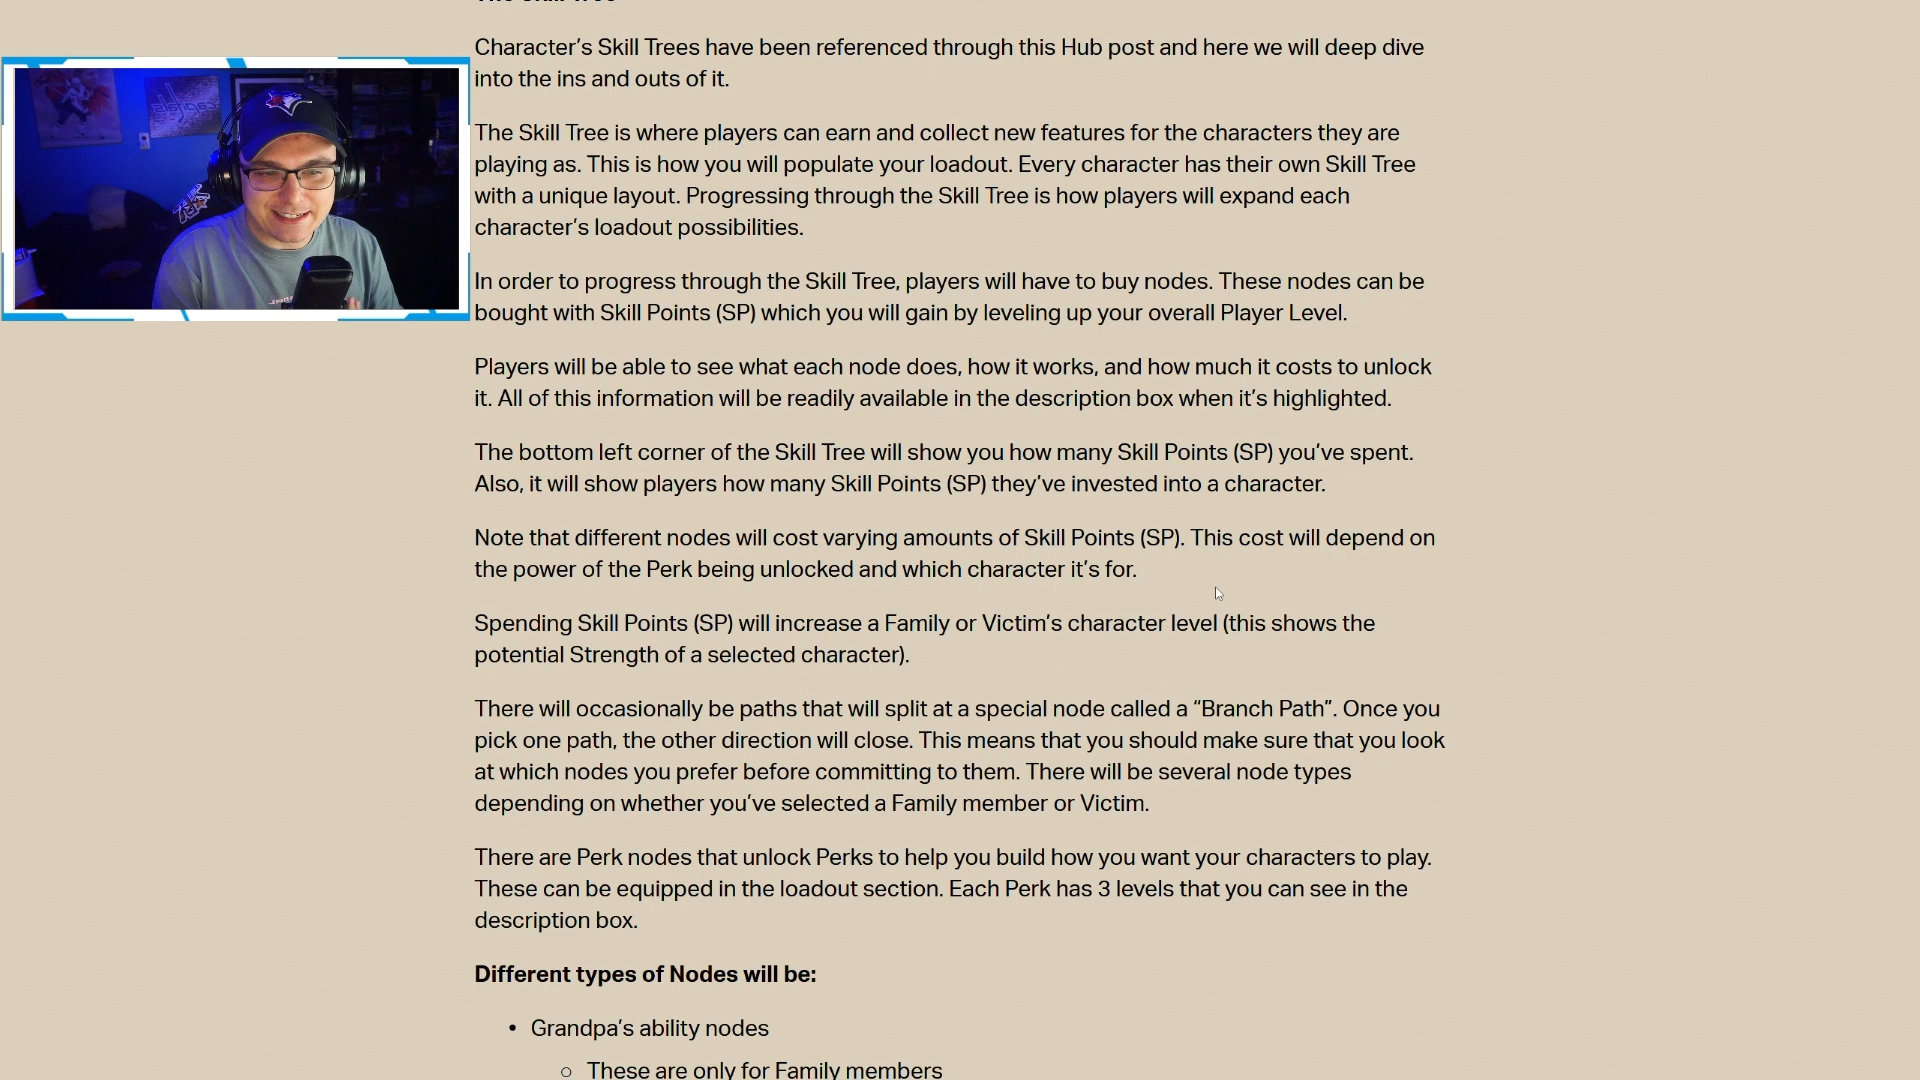 Character’s Skill Trees have been referenced through this Hub post and here we will deep dive
into the ins and outs of it.
The Skill Tree is where players can earn and collect new features for the characters they are
playing as. This is how you will populate your loadout. Every character has their own Skill Tree
with a unique layout. Progressing through the Skill Tree is how players will expand each
character’s loadout possibilities.
In order to progress through the Skill Tree, players will have to buy nodes. These nodes can be
bought with Skill Points (SP) which you will gain by leveling up your overall Player Level.
Players will be able to see what each node does, how it works, and how much it costs to unlock
it. All of this information will be readily available in the description box when it’s highlighted.
The bottom left corner of the Skill Tree will show you how many Skill Points (SP) you’ve spent.
Also, it will show players how many Skill Points (SP) they’ve invested into a character.
Note that different nodes will cost varying amounts of Skill Points (SP). This cost will depend on
the power of the Perk being unlocked and which character it’s for.
Spending Skill Points (SP) will increase a Family or Victim’s character level (this shows the
potential Strength of a selected character).
There will occasionally be paths that will split at a special node called a “Branch Path”. Once you
pick one path, the other direction will close. This means that you should make sure that you look
at which nodes you prefer before committing to them. There will be several node types
depending on whether you’ve selected a Family member or Victim.
There are Perk nodes that unlock Perks to help you build how you want your characters to play.
These can be equipped in the loadout section. Each Perk has 3 levels that you can see in the
description box.
Different types of Nodes will be:
• Grandpa’s ability nodes
○ These are only for Family members
capitals